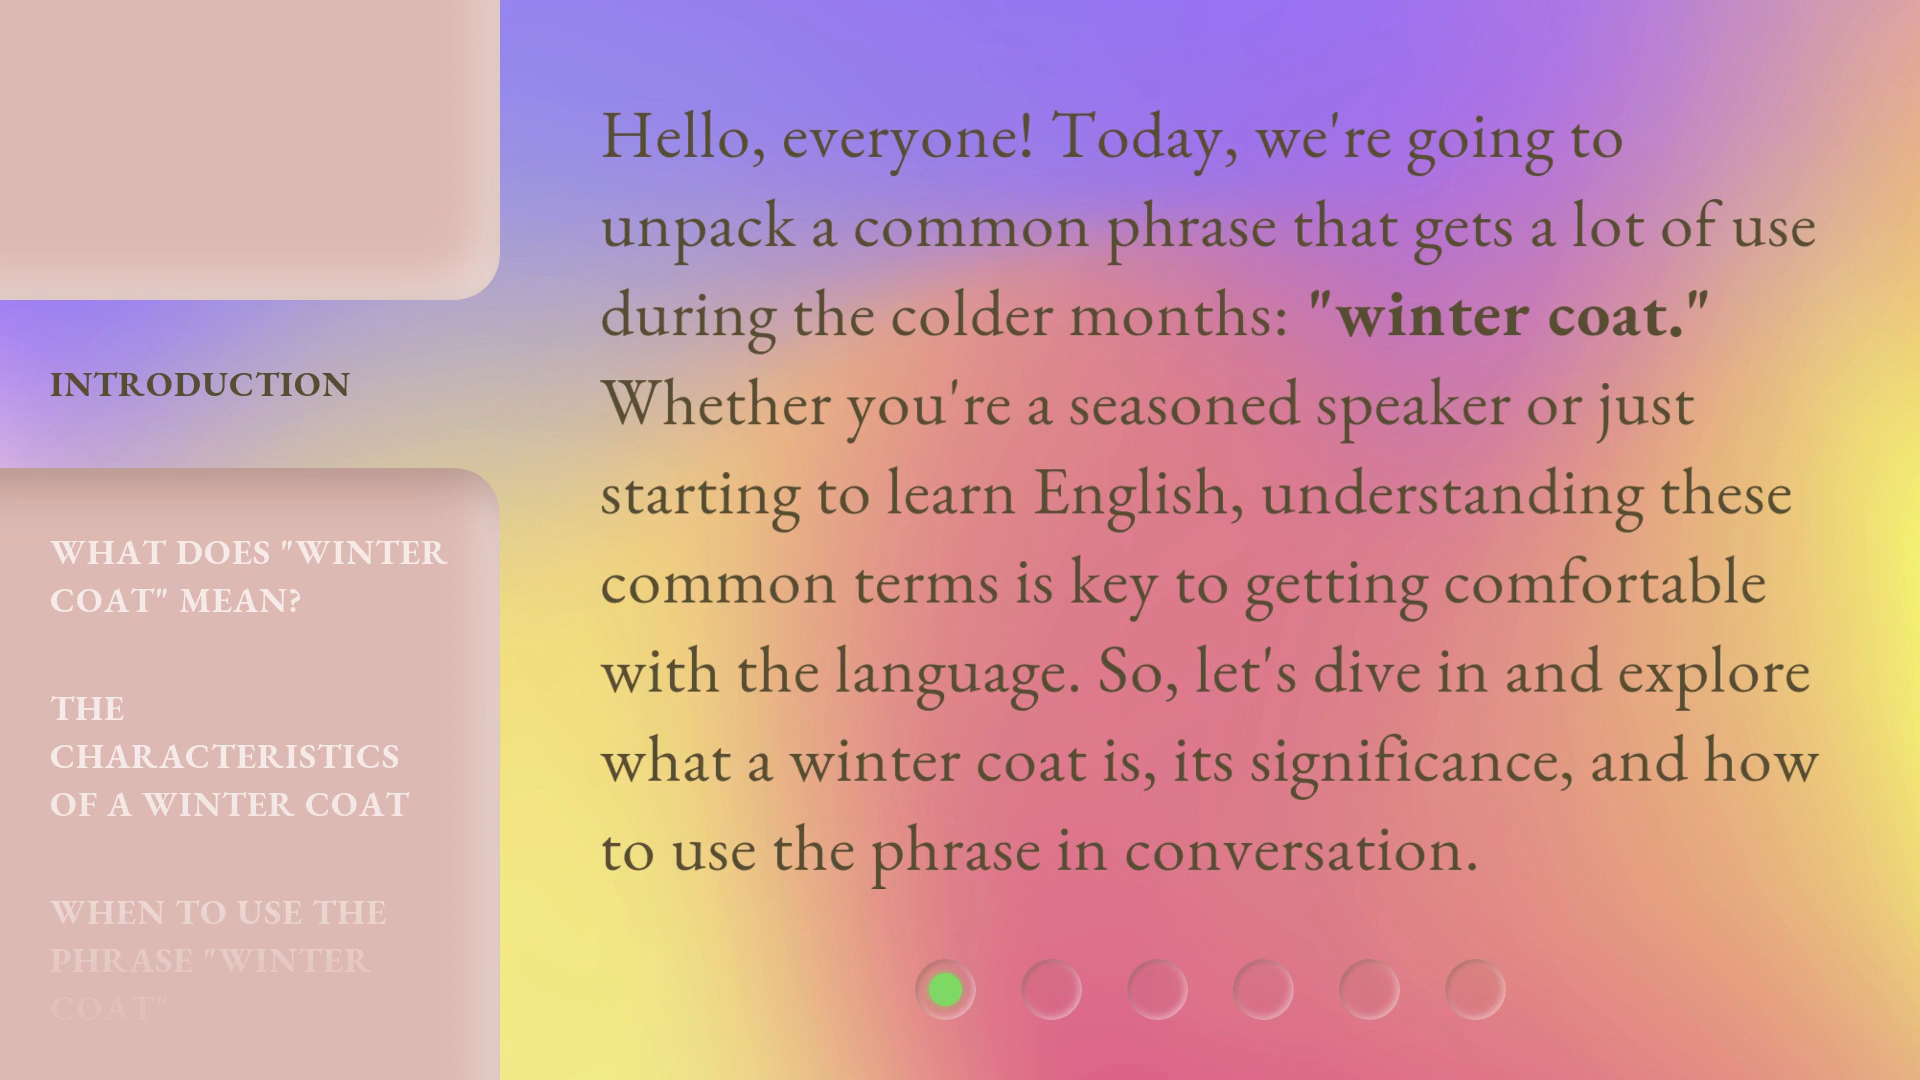 INTRODUCTION
WHAT DOES "WINTER
COAT" MEAN?
THE
CHARACTERISTICS
OF A WINTER COAT
WHEN TO USE THE
PHRASE "WINTER
COAT"
Hello, everyone! Today, we're going to
unpack a common phrase that gets a lot of use
during the colder months: "winter coat."
Whether you're a seasoned speaker or just
starting to learn English, understanding these
common terms is key to getting comfortable
with the language. So, let's dive in and explore
what a winter coat is, its significance, and how
to use the phrase in conversation.